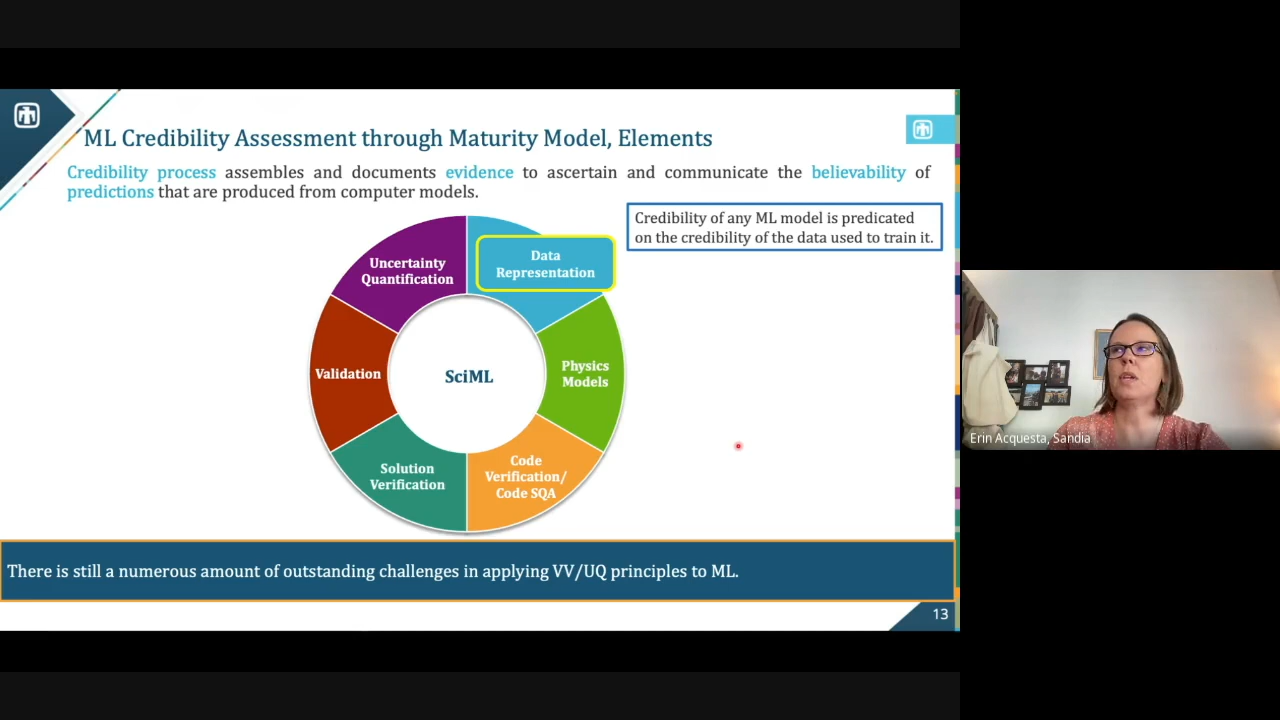 ML Credibility Assessment through Maturity Model, Elements
Credibility process assembles and documents evidence to ascertain and communicate the believability of
predictions that are produced from computer models.
Credibility of any ML model is predicated
on the credibility of the data used to train it.
Uncertainty
Quantification
Data
Representation
Validation
SciML
Physics
Models
Solution
Verification
Code
Verification/
Code SQA
Erin Acquesta, Sandia
There is still a numerous amount of outstanding challenges in applying VV/UQ principles to ML.
13